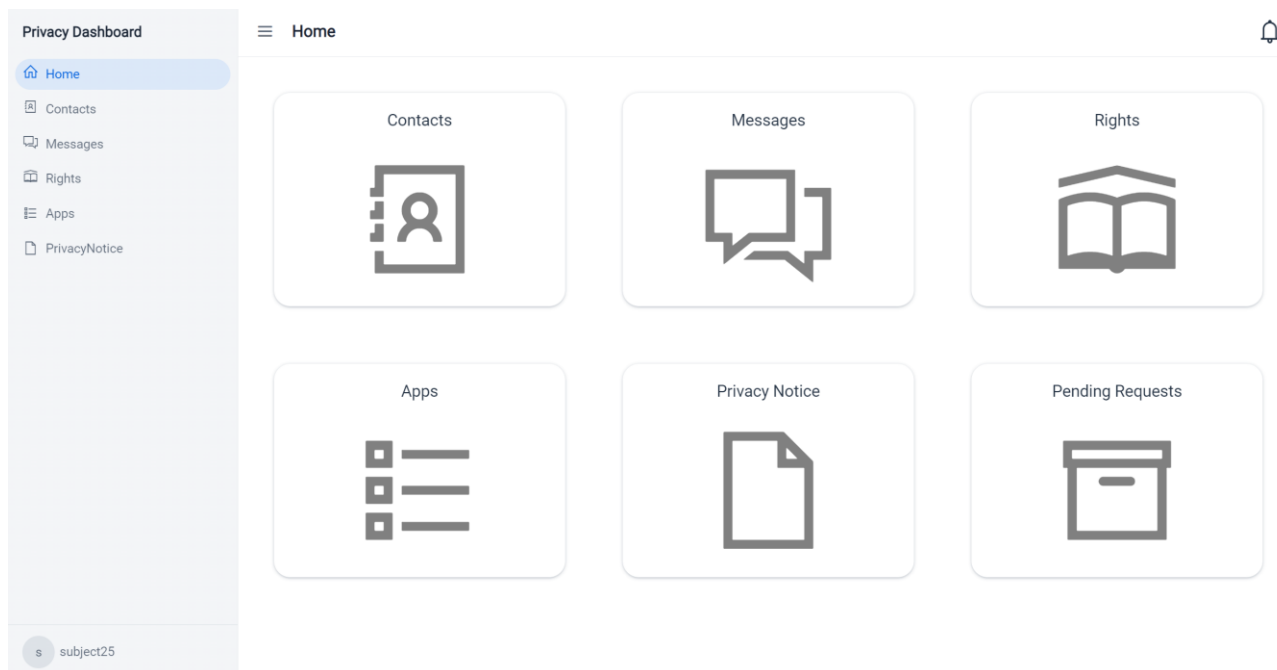 Privacy Dashboard
Home
Contacts
Messages
Rights
Apps
PrivacyNotice
s
subject25
Home
Contacts
Messages
Rights
Apps
Privacy Notice
Pending Requests